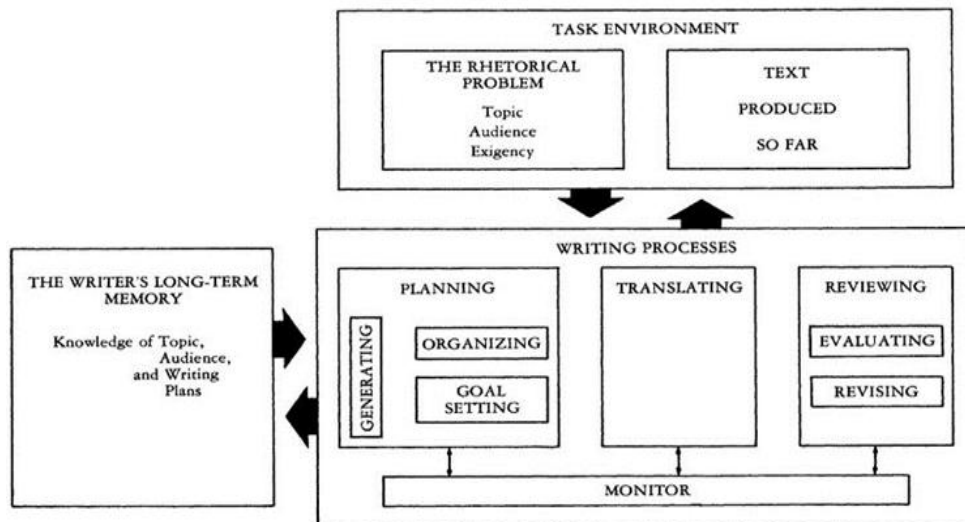 TASK ENVIRONMENT
THE RHETORICAL
PROBLEM
Topic
Audience
Exigency
TEXT
PRODUCED
SO FAR
WRITING PROCESSES
THE WRITER'S LONG-TERM
MEMORY
Knowledge of Topic,
Audience,
and Writing
Plans
PLANNING
GENERATING
ORGANIZING
GOAL
SETTING
TRANSLATING
REVIEWING
EVALUATING
REVISING
MONITOR